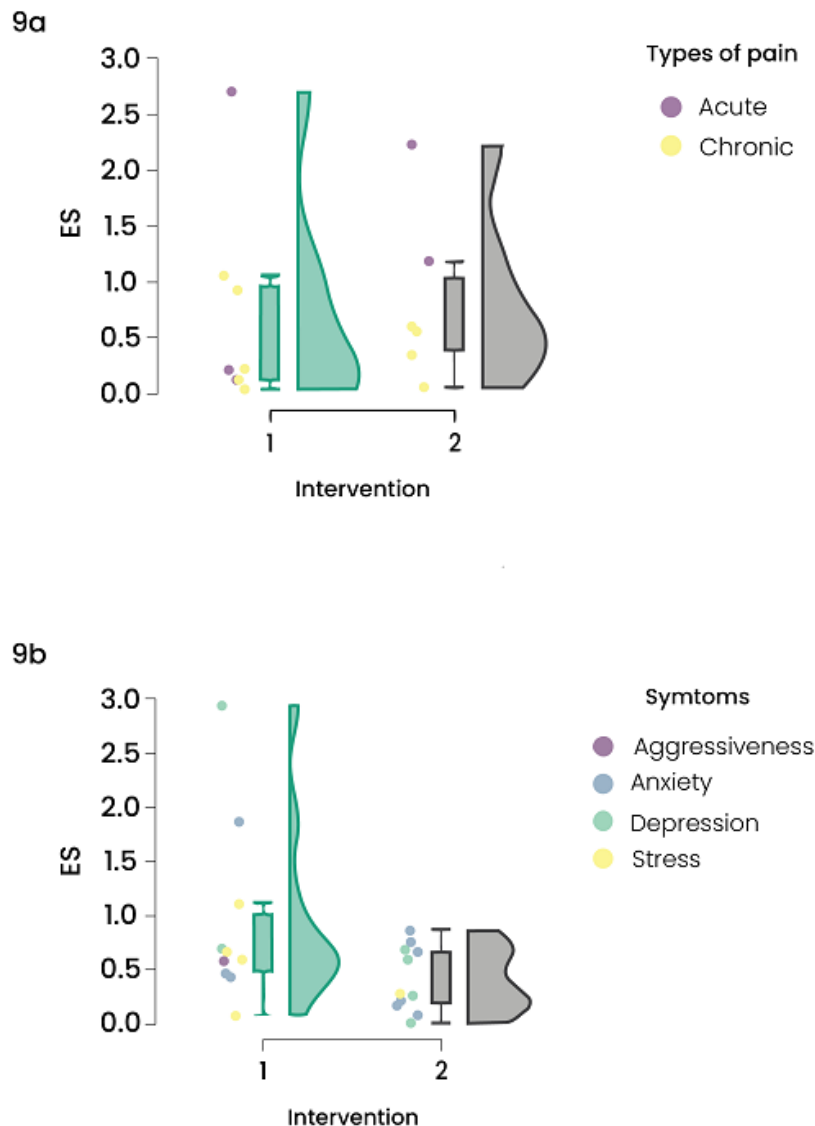 9a
Types of pain
Acute
Chronic
3.0
2.5
2.0
1.5
1.0
0.5
0.0
ES
1 2
Intervention
9b
Symtoms
Aggressiveness
Anxiety
Depression
Stress
3.0
2.5
2.0
1.5
1.0
0.5
0.0
ES
1 2
Intervention